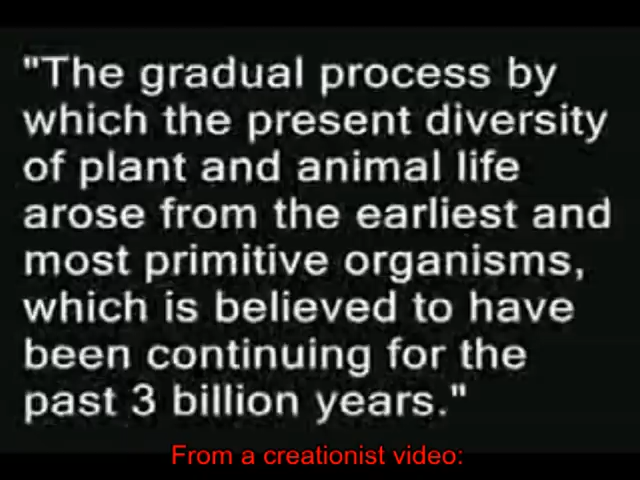 "The gradual process by
which the present diversity
of plant and animal life
arose from the earliest and
most primitive organisms,
which is believed to have
been continuing for the
past 3 billion years."
From a creationist video: